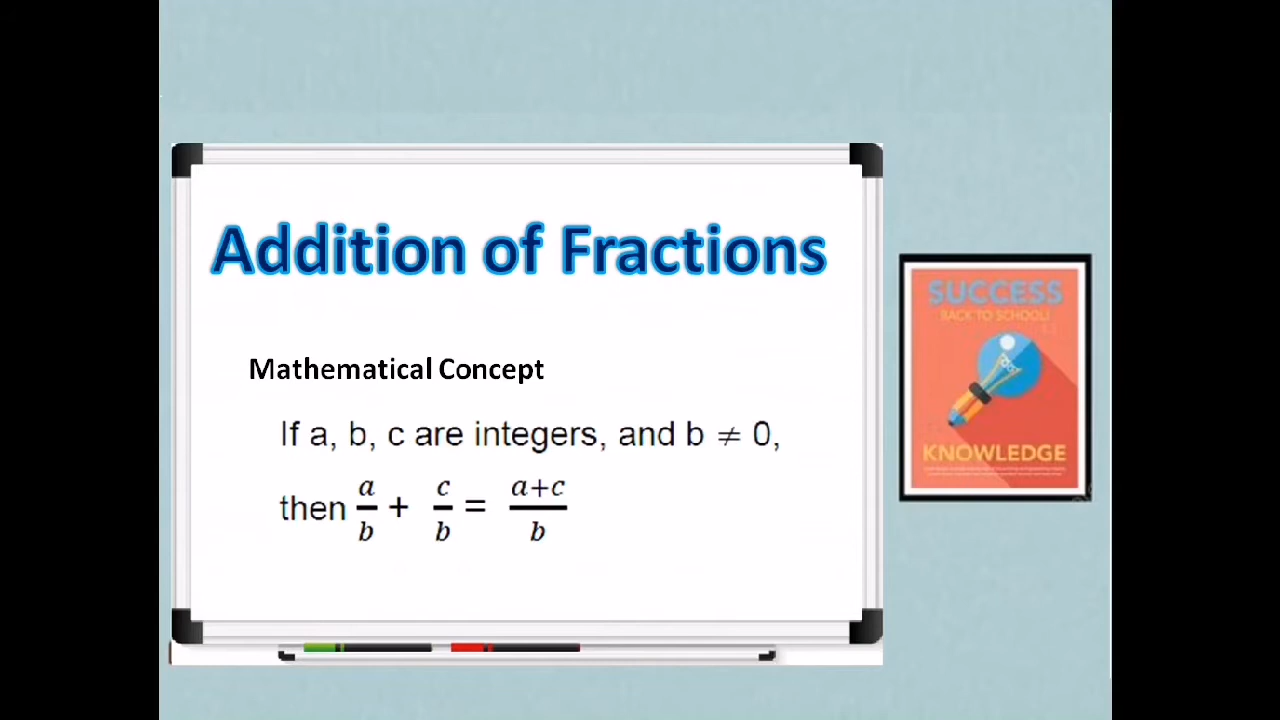 Addition of Fractions
Mathematical Concept
If a, b, c are integers, and b ≠ 0,
then a/b + c/b = a+c/b
SUCCESS
BACK TO SCHOOL!
KNOWLEDGE